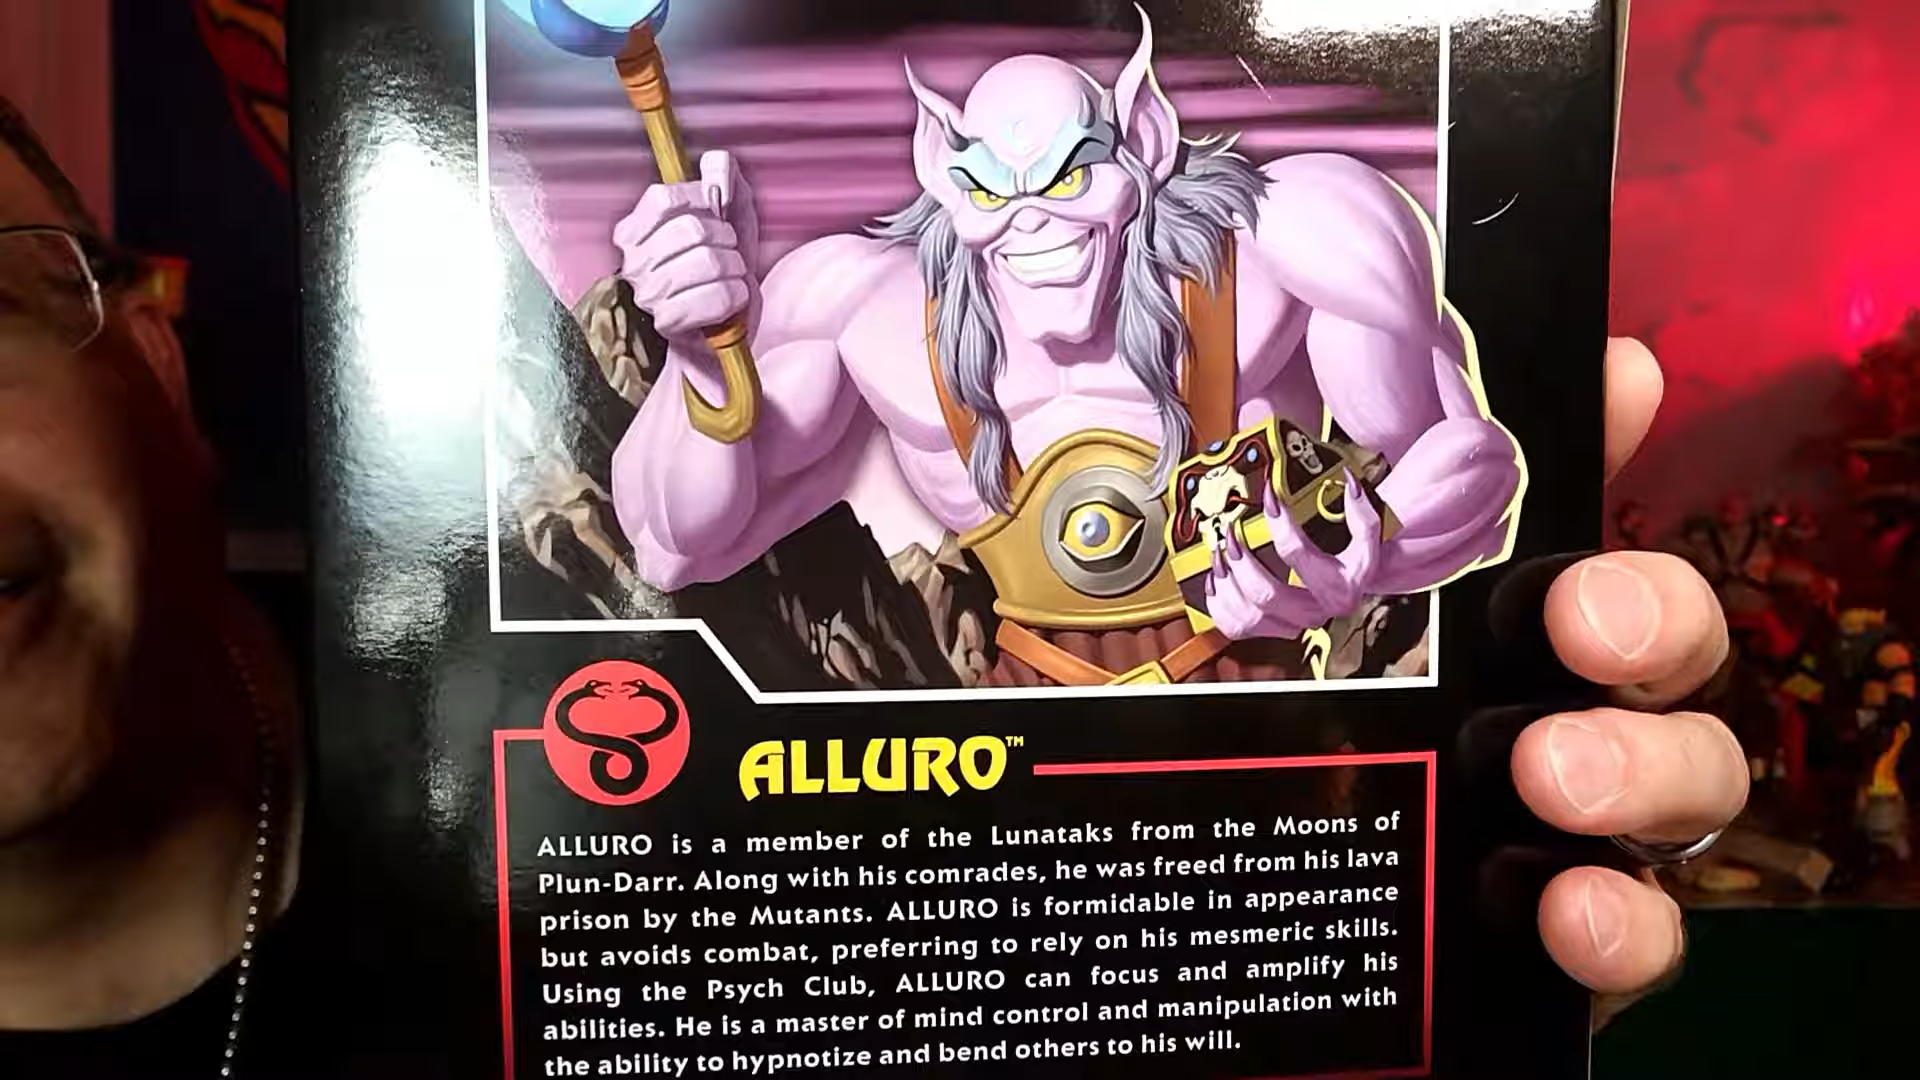 ALLURO™
ALLURO is a member of the Lunataks from the Moons of
Plun-Darr. Along with his comrades, he was freed from his lava
prison by the Mutants. ALLURO is formidable in appearance
but avoids combat, preferring to rely on his mesmeric skills.
Using the Psych Club, ALLURO can focus and amplify his
abilities. He is a master of mind control and manipulation with
the ability to hypnotize and bend others to his will.